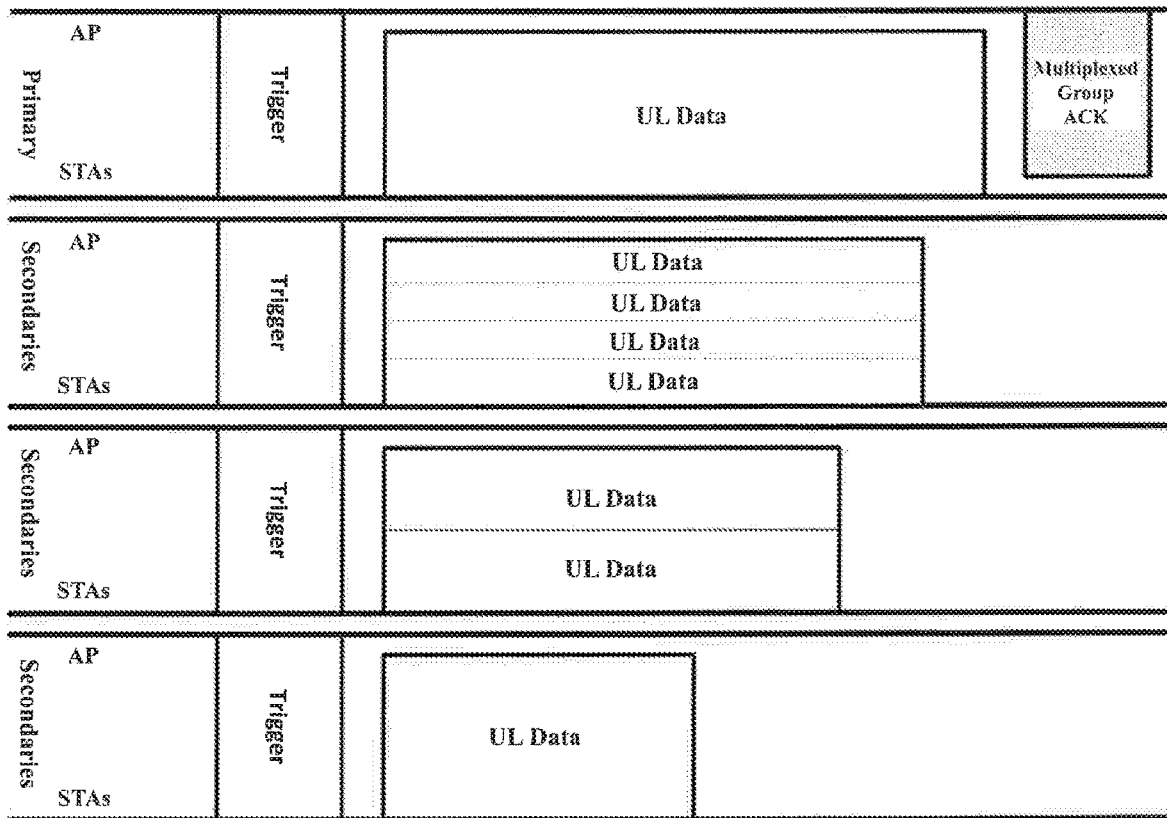 AP
Primary
STAs
Trigger
UL Data
Multiplexed
Group
ACK
AP
Secondaries
STAs
Trigger
UL Data
UL Data
UL Data
UL Data
AP
Secondaries
STAs
Trigger
UL Data
UL Data
AP
Secondaries
STAs
Trigger
UL Data